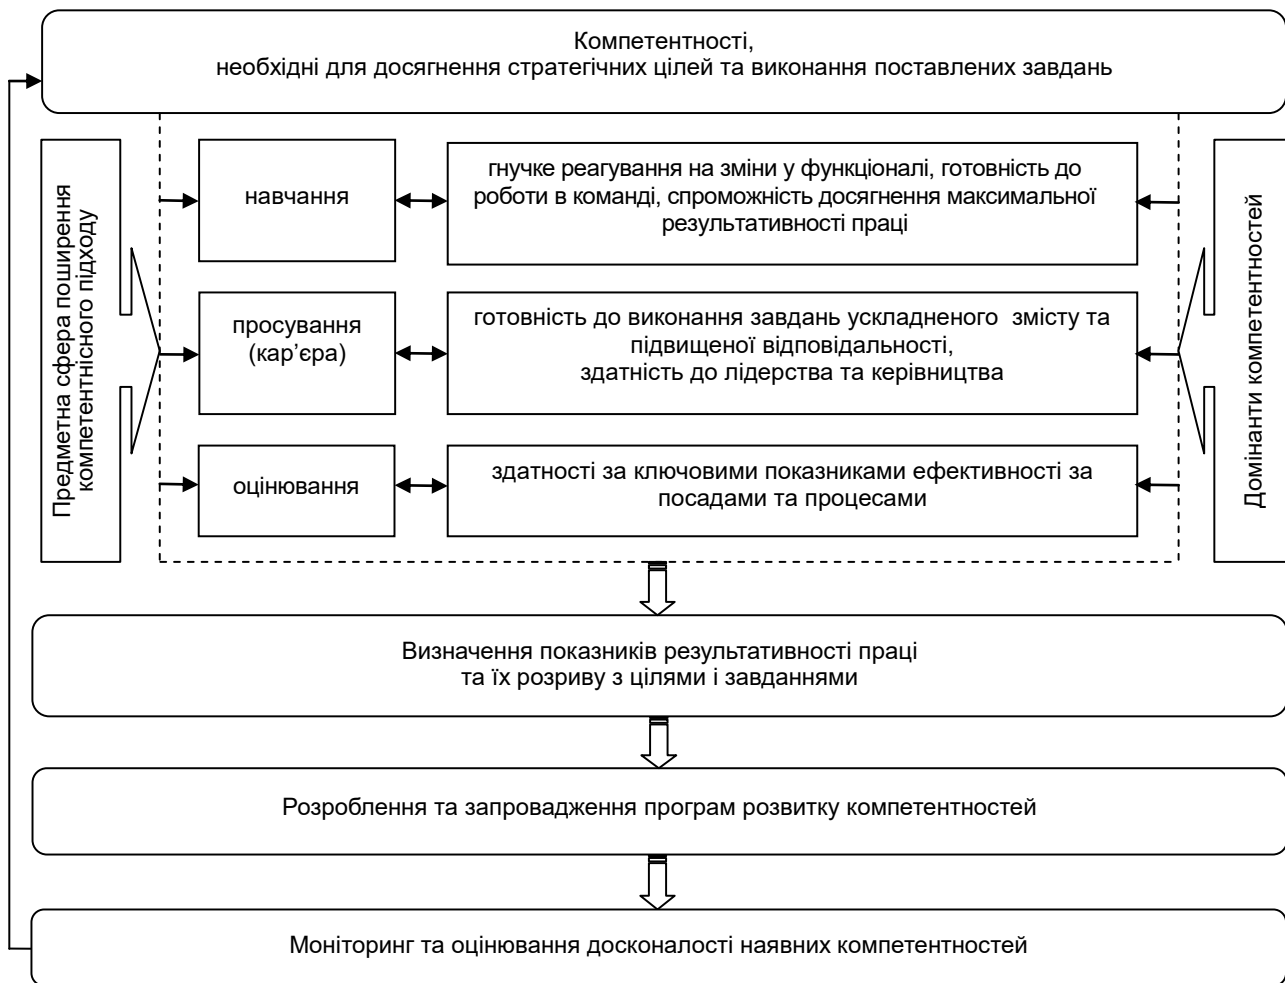 Компетентності,
необхідні для досягнення стратегічних цілей та виконання поставлених завдань
Предметна сфера поширення
компетентнісного підходу
навчання
гнучке реагування на зміни у функціоналі, готовність до
роботи в команді, спроможність досягнення максимальної
результативності праці
просування
(кар’єра)
готовність до виконання завдань ускладненого змісту та
підвищеної відповідальності,
здатність до лідерства та керівництва
оцінювання
здатності за ключовими показниками ефективності за
посадами та процесами
Домінанти компетентностей
Визначення показників результативності праці
та їх розриву з цілями і завданнями
Розроблення та запровадження програм розвитку компетентностей
Моніторинг та оцінювання досконалості наявних компетентностей